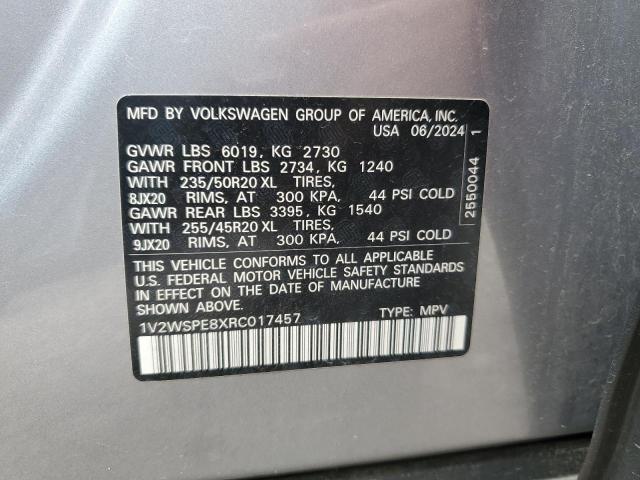 MFD BY VOLKSWAGEN GROUP OF AMERICA, INC.
USA 06/2024
GVWR LBS 6019, KG 2730
GAWR FRONT LBS 2734, KG 1240
WITH 235/50R20 XL TIRES,
8JX20 RIMS, AT 300 KPA, 44 PSI COLD
GAWR REAR LBS 3395, KG 1540
WITH 255/45R20 XL TIRES,
9JX20 RIMS, AT 300 KPA, 44 PSI COLD
THIS VEHICLE CONFORMS TO ALL APPLICABLE
U.S. FEDERAL MOTOR VEHICLE SAFETY STANDARDS
IN EFFECT ON THE DATE OF MANUFACTURE
SHOWN ABOVE.
1V2WSPE8XRC017457 TYPE: MPV
2550044 1